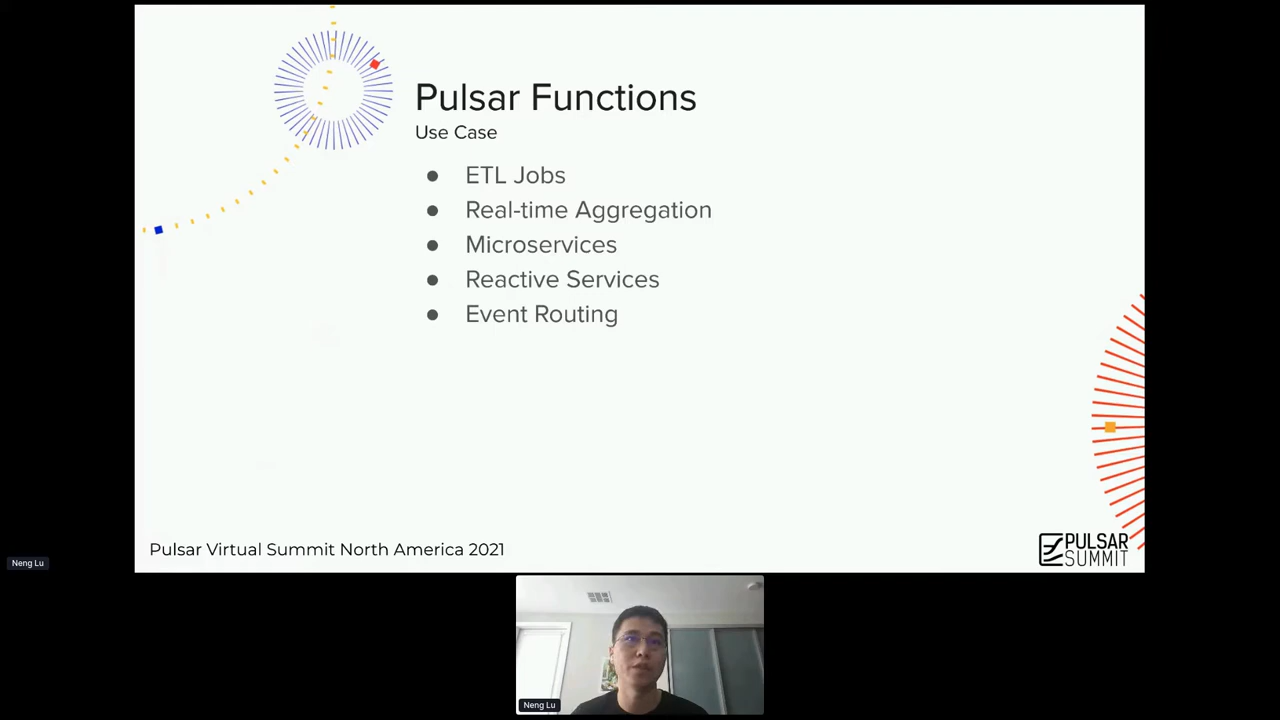 Pulsar Functions
Use Case
● ETL Jobs
● Real-time Aggregation
● Microservices
● Reactive Services
● Event Routing
Pulsar Virtual Summit North America 2021
PULSAR
SUMMIT
Neng Lu
Neng Lu